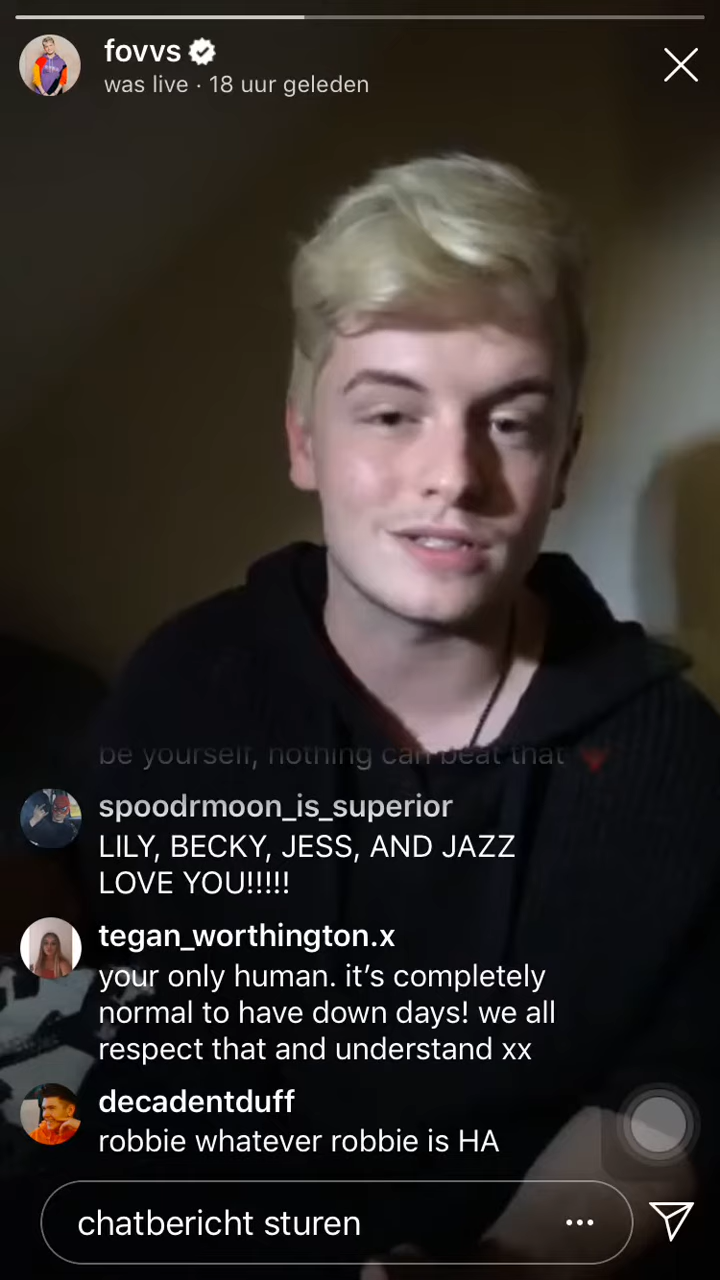 fovvs
was live · 18 uur geleden
be yourself, nothing can beat that
spoodrmoon_is_superior
LILY, BECKY, JESS, AND JAZZ
LOVE YOU!!!!!
tegan_worthington.x
your only human. it’s completely
normal to have down days! we all
respect that and understand xx
decadentduff
robbie whatever robbie is HA
chatbericht sturen